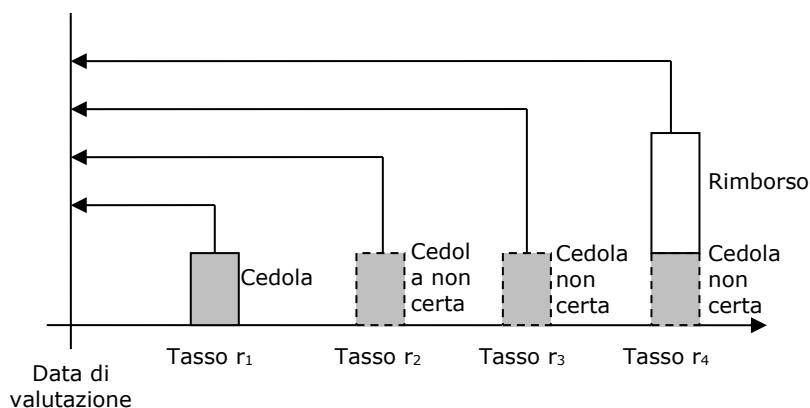 Rimborso
Cedola
Cedol
a non
certa
Cedola
non
certa
Cedola
non
certa
Tasso r₁
Tasso r₂
Tasso r₃
Tasso r₄
Data di
valutazione